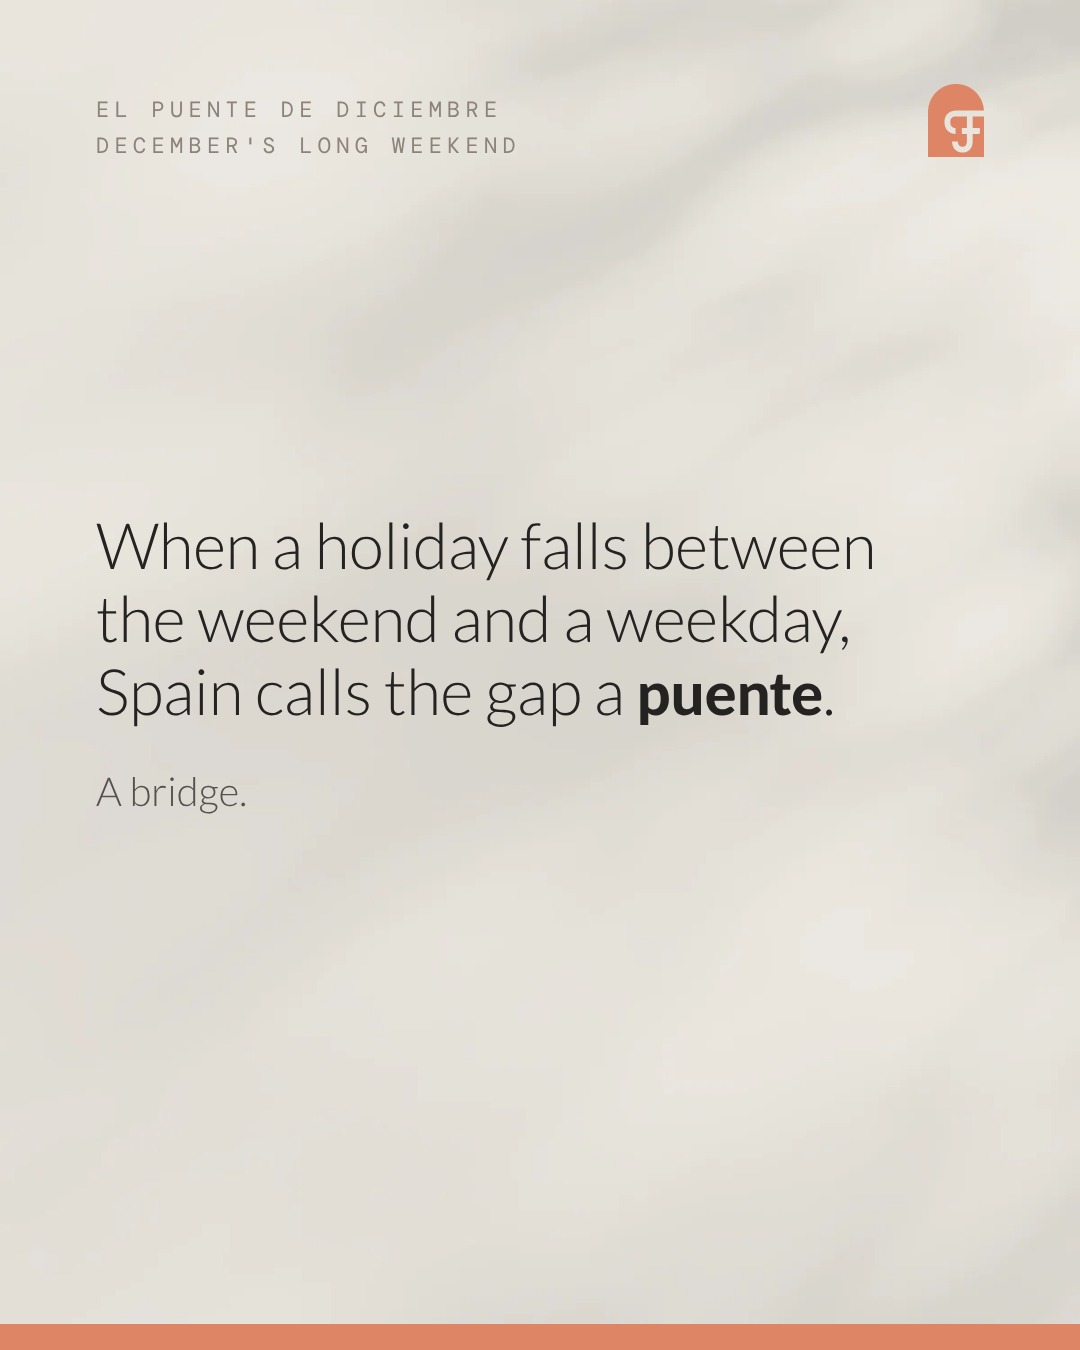 EL PUENTE DE DICIEMBRE
DECEMBER'S LONG WEEKEND
When a holiday falls between
the weekend and a weekday,
Spain calls the gap a puente.
A bridge.